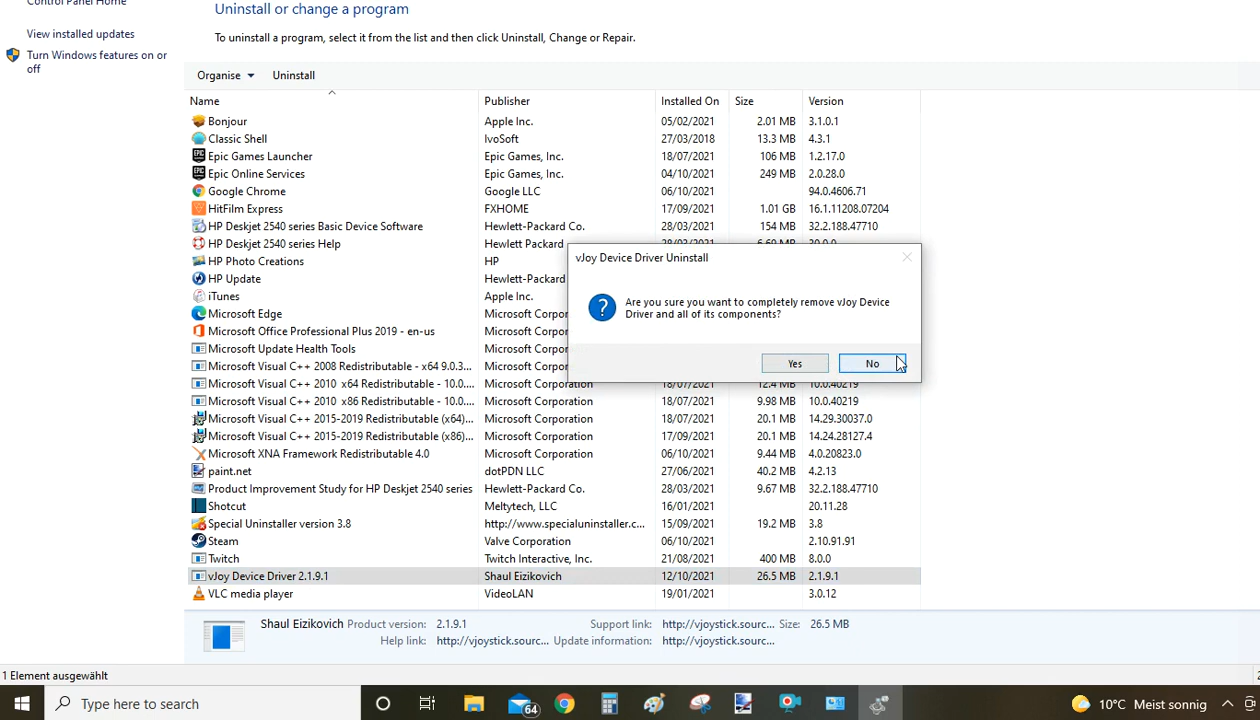 Control Panel Home
View installed updates
Turn Windows features on or
off
Uninstall or change a program
To uninstall a program, select it from the list and then click Uninstall, Change or Repair.
Organise Uninstall
Name Publisher Installed On Size Version
Bonjour Apple Inc. 05/02/2021 2.01 MB 3.1.0.1
Classic Shell IvoSoft 27/03/2018 13.3 MB 4.3.1
Epic Games Launcher Epic Games, Inc. 18/07/2021 106 MB 1.2.17.0
Epic Online Services Epic Games, Inc. 04/10/2021 249 MB 2.0.28.0
Google Chrome Google LLC 06/10/2021 94.0.4606.71
HitFilm Express FXHOME 17/09/2021 1.01 GB 16.1.11208.07204
HP Deskjet 2540 series Basic Device Software Hewlett-Packard Co. 28/03/2021 154 MB 32.2.188.47710
HP Deskjet 2540 series Help Hewlett Packard
HP Photo Creations HP
HP Update Hewlett-Packard
iTunes Apple Inc.
Microsoft Edge Microsoft Corpor
Microsoft Office Professional Plus 2019 - en-us Microsoft Corpor
Microsoft Update Health Tools Microsoft Corpor
Microsoft Visual C++ 2008 Redistributable - x64 9.0.3... Microsoft Corpor
Microsoft Visual C++ 2010 x64 Redistributable - 10.0... Microsoft Corporation 18/07/2021 12.4 MB 10.0.40219
Microsoft Visual C++ 2010 x86 Redistributable - 10.0... Microsoft Corporation 18/07/2021 9.98 MB 10.0.40219
Microsoft Visual C++ 2015-2019 Redistributable (x64)... Microsoft Corporation 18/07/2021 20.1 MB 14.29.30037.0
Microsoft Visual C++ 2015-2019 Redistributable (x86)... Microsoft Corporation 17/09/2021 20.1 MB 14.24.28127.4
Microsoft XNA Framework Redistributable 4.0 Microsoft Corporation 06/10/2021 9.44 MB 4.0.20823.0
paint.net dotPDN LLC 27/06/2021 40.2 MB 4.2.13
Product Improvement Study for HP Deskjet 2540 series Hewlett-Packard Co. 28/03/2021 9.67 MB 32.2.188.47710
Shotcut Meltytech, LLC 16/01/2021 20.11.28
Special Uninstaller version 3.8 http://www.specialuninstaller.c... 15/09/2021 19.2 MB 3.8
Steam Valve Corporation 06/10/2021 2.10.91.91
Twitch Twitch Interactive, Inc. 21/08/2021 400 MB 8.0.0
vJoy Device Driver 2.1.9.1 Shaul Eizikovich 12/10/2021 26.5 MB 2.1.9.1
VLC media player VideoLAN 19/01/2021 3.0.12
vJoy Device Driver Uninstall
Are you sure you want to completely remove vJoy Device
Driver and all of its components?
Yes No
Shaul Eizikovich Product version: 2.1.9.1 Support link: http://vjoystick.sourc... Size: 26.5 MB
Help link: http://vjoystick.sourc... Update information: http://vjoystick.sourc...
1 Element ausgewählt
Type here to search 64 10°C Meist sonnig